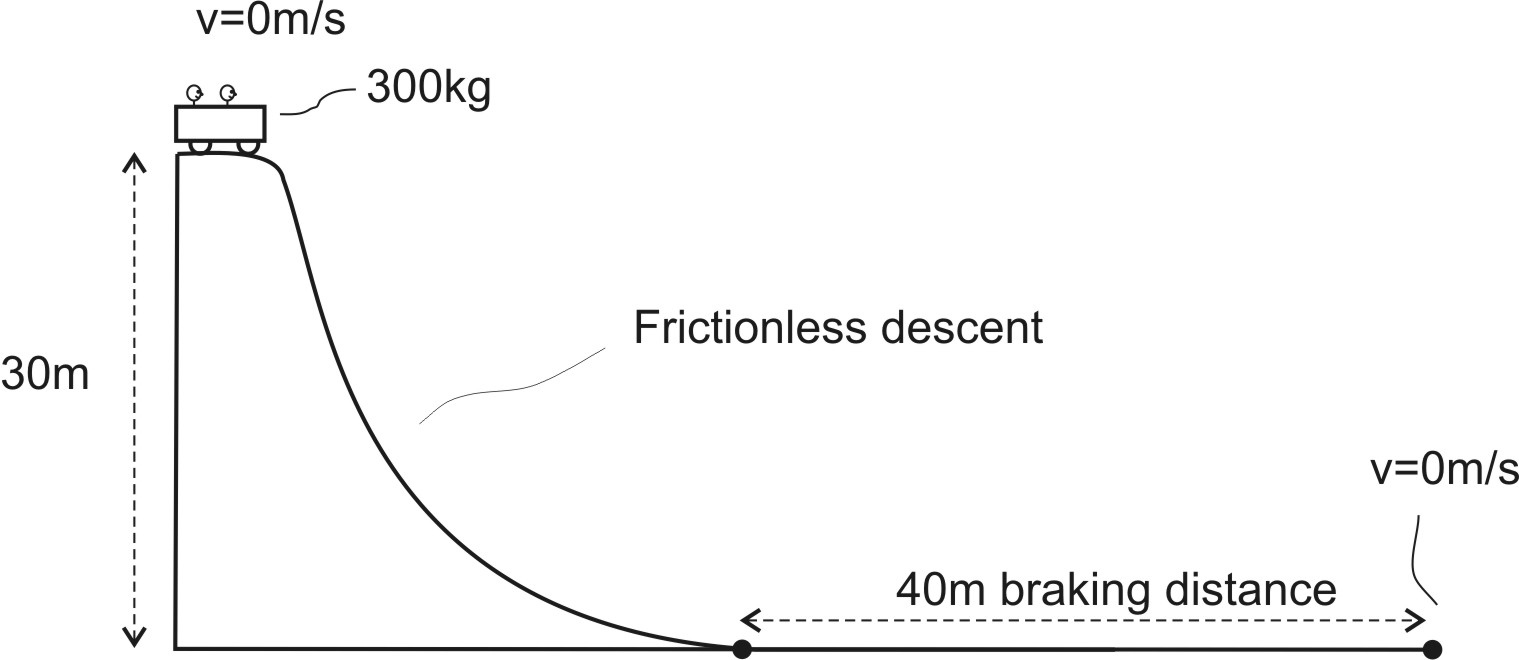 v=0m/s
300kg
Frictionless descent
30m
v=0m/s
40m braking distance